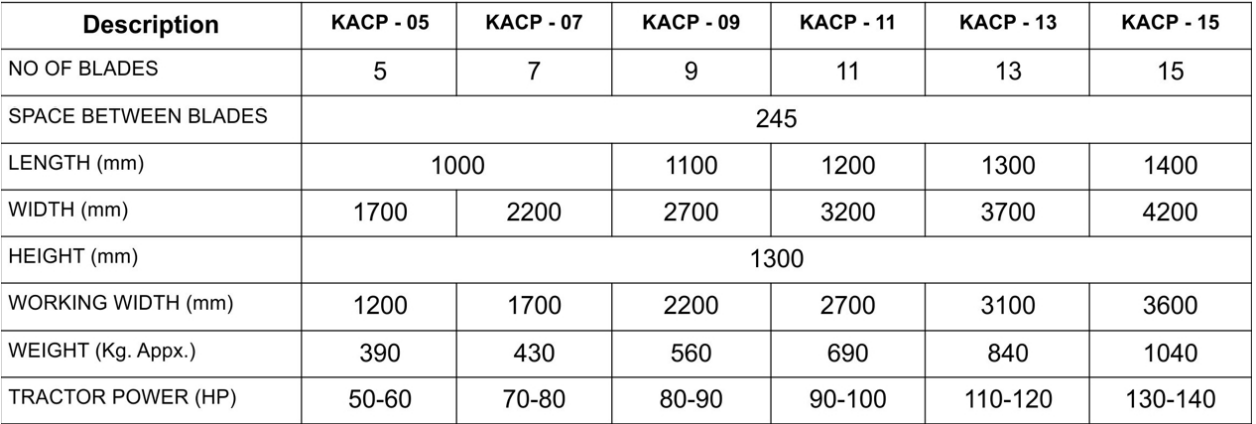 Description KACP - 05 KACP - 07 KACP - 09 KACP - 11 KACP - 13 KACP - 15
NO OF BLADES 5 7 9 11 13 15
SPACE BETWEEN BLADES 245
LENGTH (mm) 1000 1100 1200 1300 1400
WIDTH (mm) 1700 2200 2700 3200 3700 4200
HEIGHT (mm) 1300
WORKING WIDTH (mm) 1200 1700 2200 2700 3100 3600
WEIGHT (Kg. Appx.) 390 430 560 690 840 1040
TRACTOR POWER (HP) 50-60 70-80 80-90 90-100 110-120 130-140